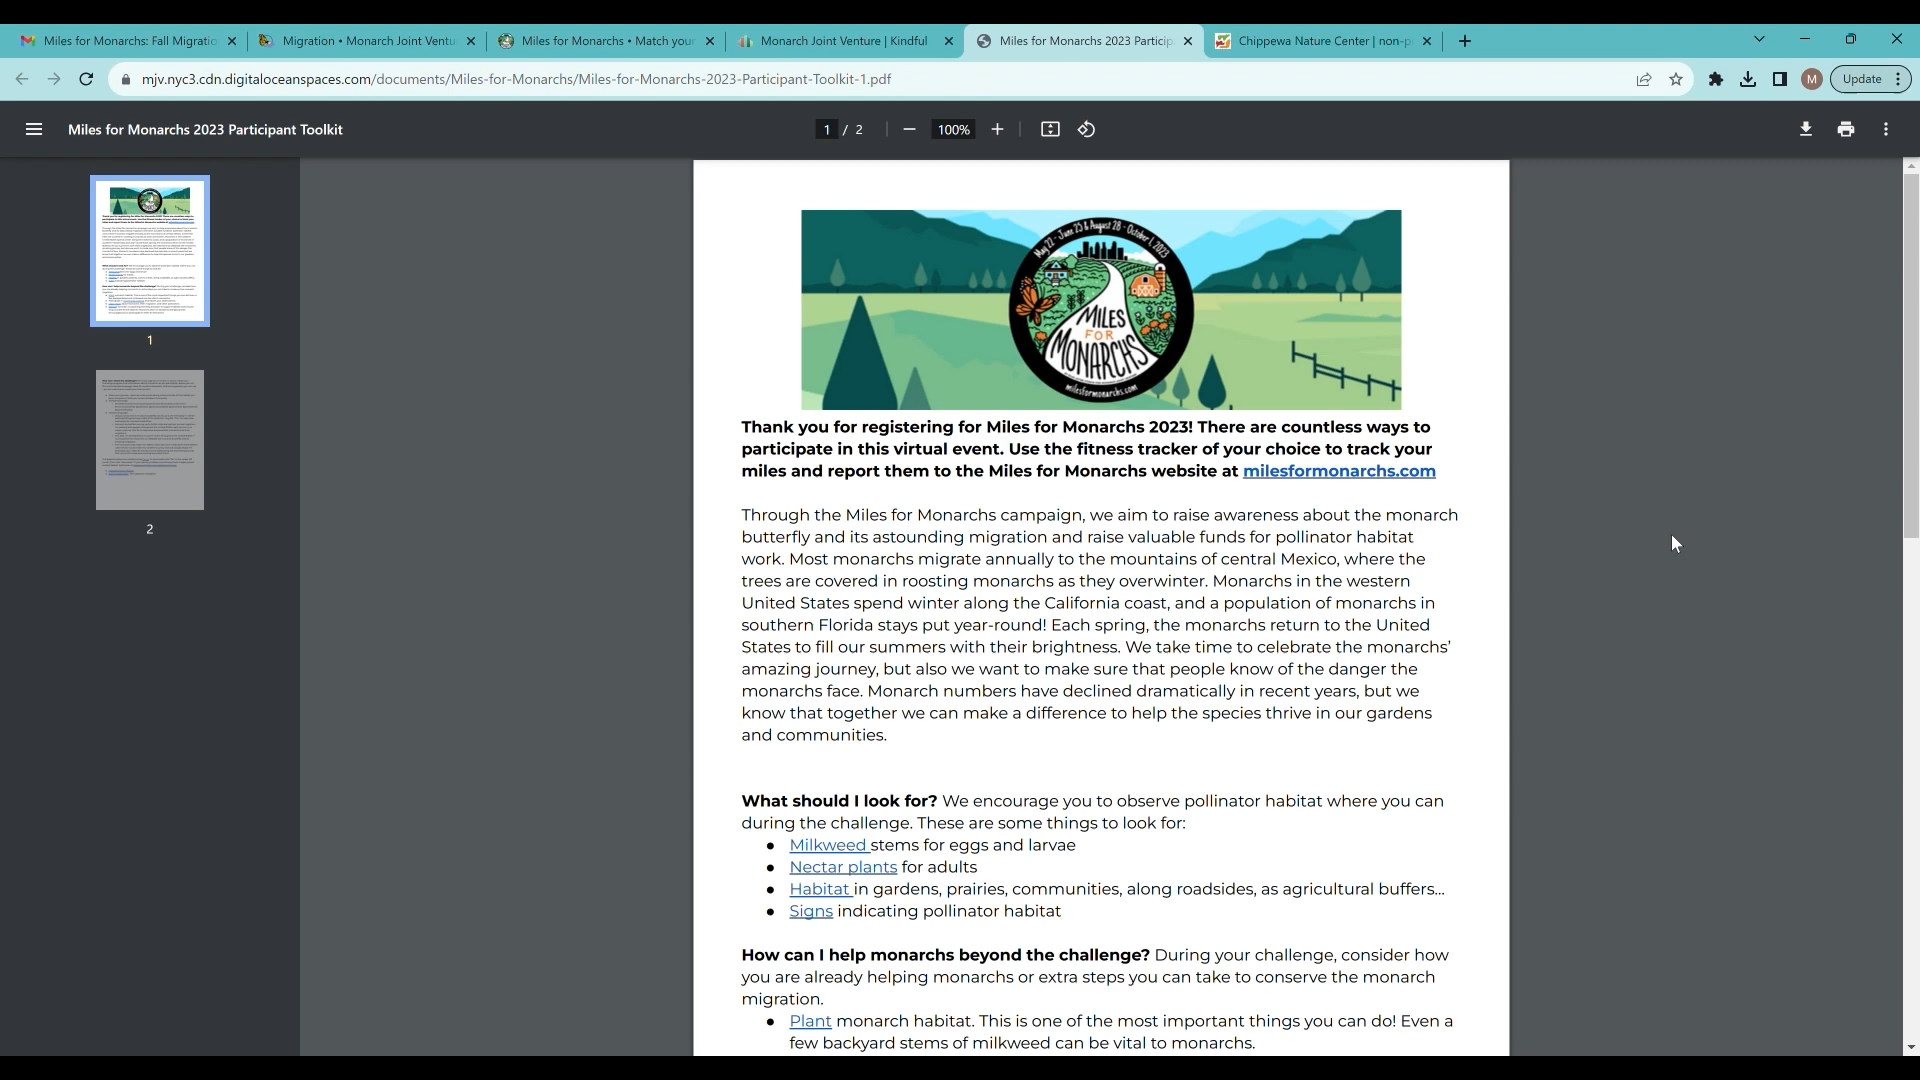 Miles for Monarchs: Fall Migratio
Migration • Monarch Joint Ventu
Miles for Monarchs • Match your
Monarch Joint Venture | Kindful
Miles for Monarchs 2023 Particip
Chippewa Nature Center | non-p
mjv.nyc3.cdn.digitaloceanspaces.com/documents/Miles-for-Monarchs/Miles-for-Monarchs-2023-Participant-Toolkit-1.pdf
M
Update
Miles for Monarchs 2023 Participant Toolkit
1 / 2
100%
1
2
May 22 - June 25 & August 28 - October 1, 2023
MILES
FOR
MONARCHS
milesformonarchs.com
Thank you for registering for Miles for Monarchs 2023! There are countless ways to
participate in this virtual event. Use the fitness tracker of your choice to track your
miles and report them to the Miles for Monarchs website at milesformonarchs.com
Through the Miles for Monarchs campaign, we aim to raise awareness about the monarch
butterfly and its astounding migration and raise valuable funds for pollinator habitat
work. Most monarchs migrate annually to the mountains of central Mexico, where the
trees are covered in roosting monarchs as they overwinter. Monarchs in the western
United States spend winter along the California coast, and a population of monarchs in
southern Florida stays put year-round! Each spring, the monarchs return to the United
States to fill our summers with their brightness. We take time to celebrate the monarchs’
amazing journey, but also we want to make sure that people know of the danger the
monarchs face. Monarch numbers have declined dramatically in recent years, but we
know that together we can make a difference to help the species thrive in our gardens
and communities.
What should I look for? We encourage you to observe pollinator habitat where you can
during the challenge. These are some things to look for:
● Milkweed stems for eggs and larvae
● Nectar plants for adults
● Habitat in gardens, prairies, communities, along roadsides, as agricultural buffers...
● Signs indicating pollinator habitat
How can I help monarchs beyond the challenge? During your challenge, consider how
you are already helping monarchs or extra steps you can take to conserve the monarch
migration.
● Plant monarch habitat. This is one of the most important things you can do! Even a
few backyard stems of milkweed can be vital to monarchs.